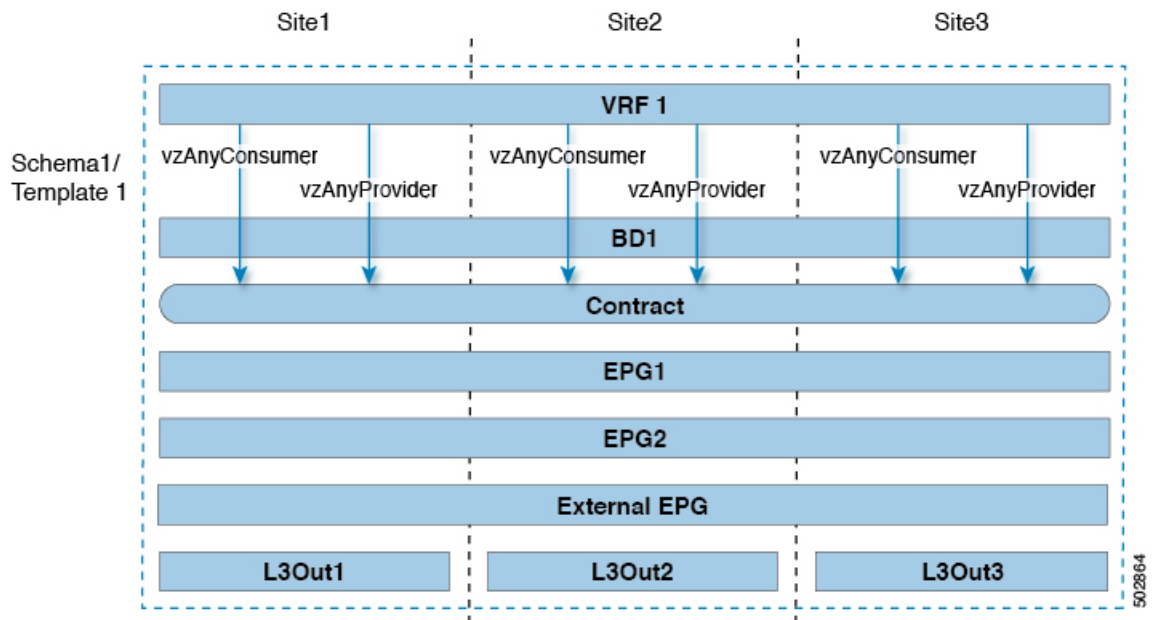 Site1
Site2
Site3
VRF 1
Schema1/
Template 1
vzAnyConsumer
vzAnyProvider
vzAnyConsumer
vzAnyProvider
vzAnyConsumer
vzAnyProvider
BD1
Contract
EPG1
EPG2
External EPG
L3Out1
L3Out2
L3Out3
502864